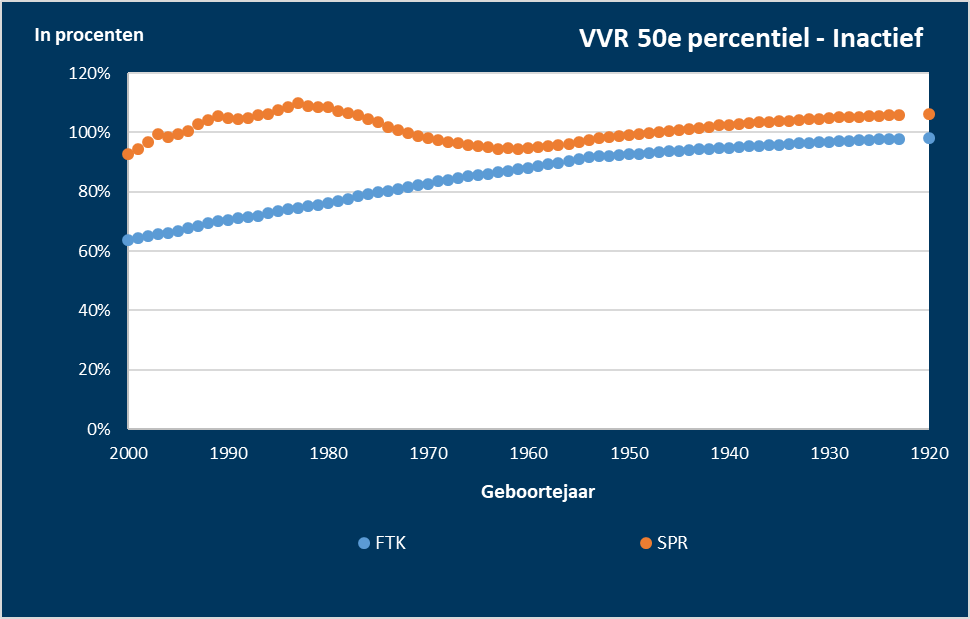 In procenten
VVR 50e percentiel - Inactief
120%
100%
80%
60%
40%
20%
0%
2000 1990 1980 1970 1960 1950 1940 1930 1920
Geboortejaar
FTK SPR